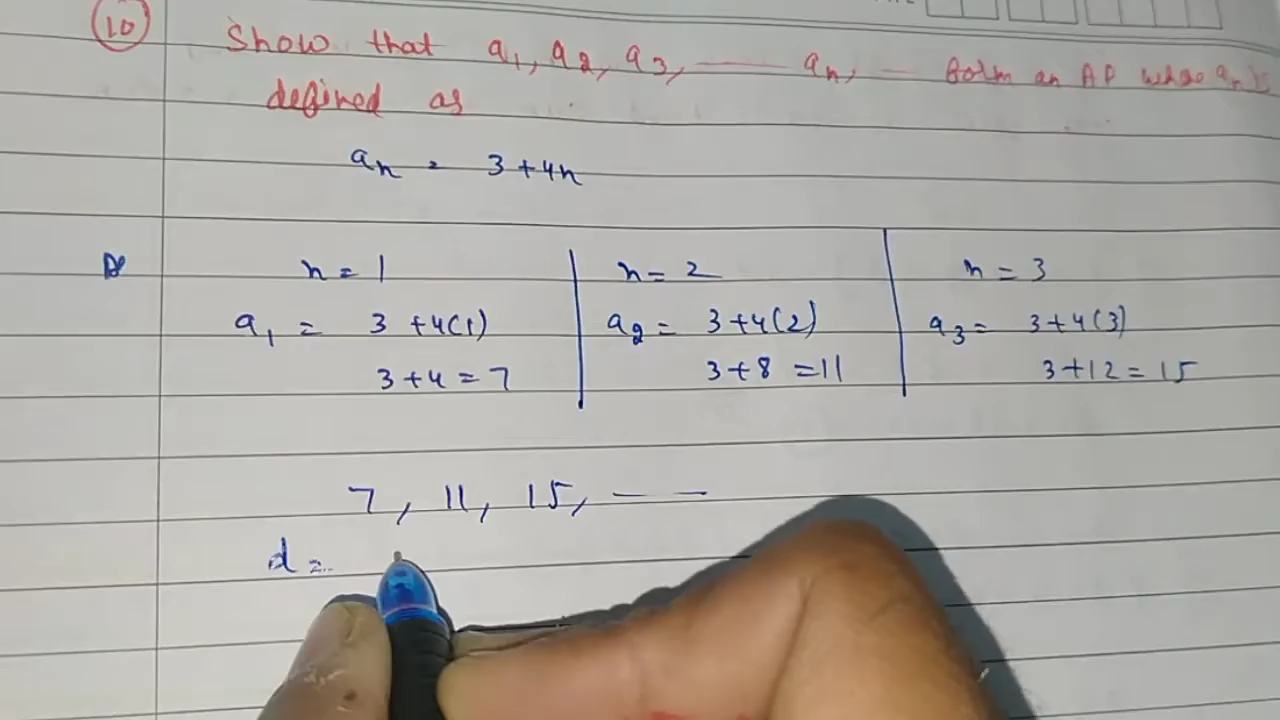 10 Show that a₁, a₂, a₃, —— aₙ, — form an AP where aₙ is
defined as
aₙ = 3+4n
n = 1 n = 2 n = 3
a₁ = 3 +4(1) a₂ = 3+4(2) a₃ = 3+4(3)
3+4 = 7 3+8 = 11 3+12 = 15
7, 11, 15, — —
d =